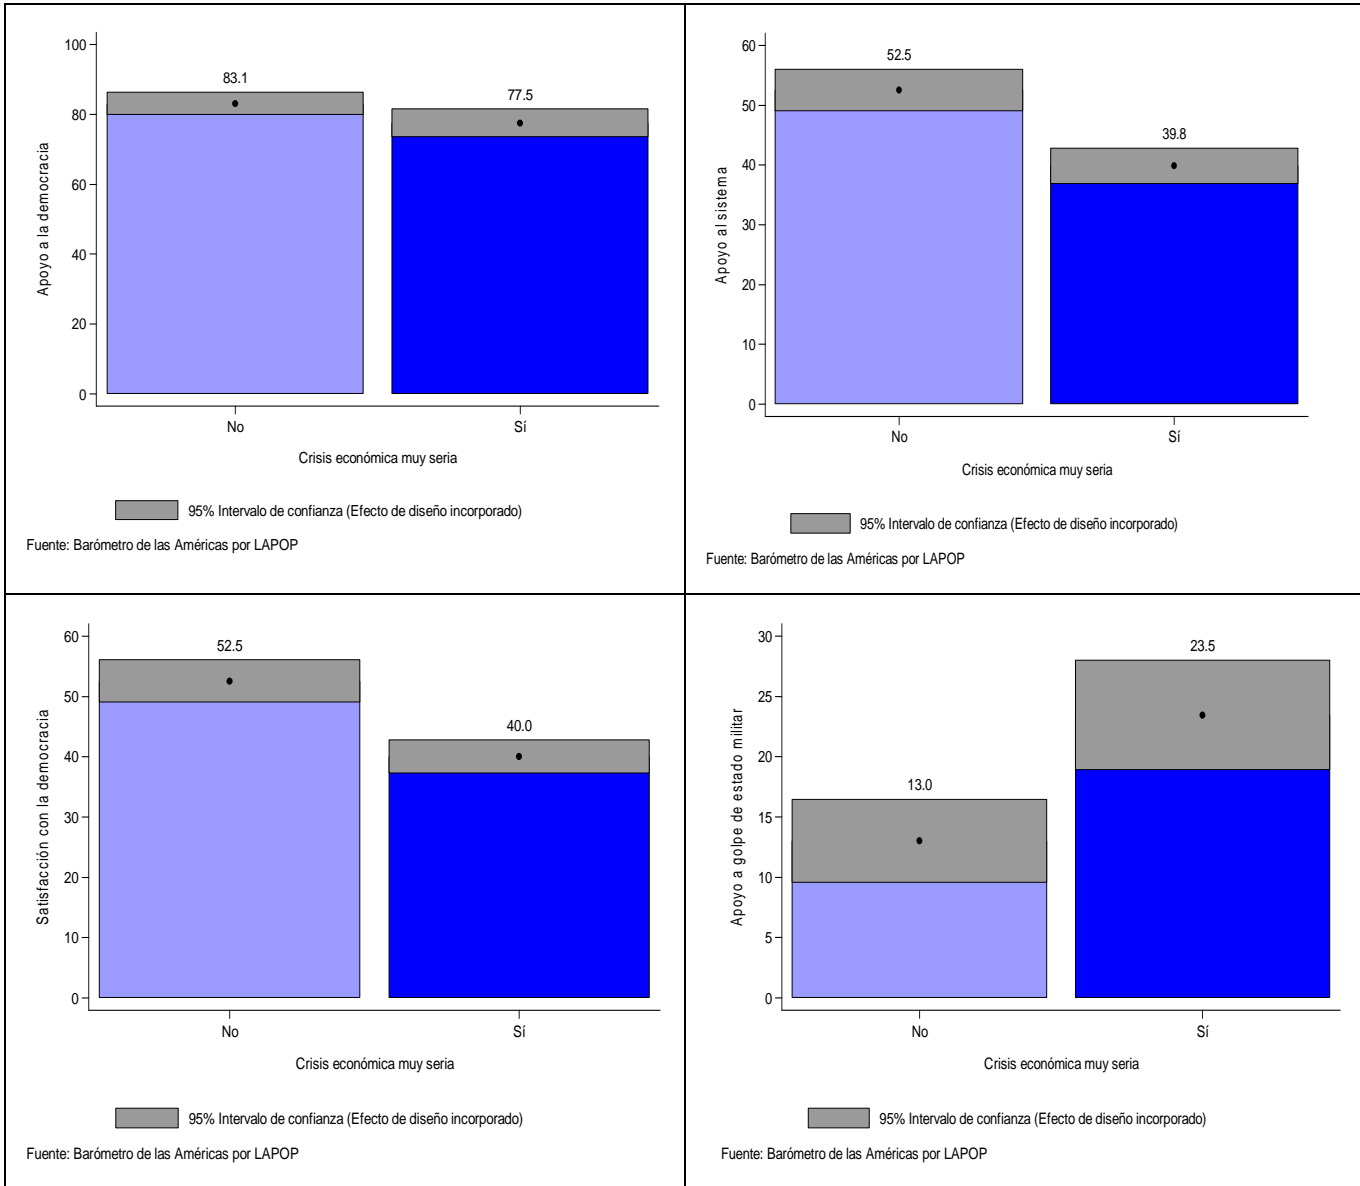 100
80
60
40
20
0
Apoyo a la democracia
83.1
77.5
No
Sí
Crisis económica muy seria
95% Intervalo de confianza (Efecto de diseño incorporado)
Fuente: Barómetro de las Américas por LAPOP
60
50
40
30
20
10
0
Apoyo al sistema
52.5
39.8
No
Sí
Crisis económica muy seria
95% Intervalo de confianza (Efecto de diseño incorporado)
Fuente: Barómetro de las Américas por LAPOP
60
50
40
30
20
10
0
Satisfacción con la democracia
52.5
40.0
No
Sí
Crisis económica muy seria
95% Intervalo de confianza (Efecto de diseño incorporado)
Fuente: Barómetro de las Américas por LAPOP
30
25
20
15
10
5
0
Apoyo a golpe de estado militar
13.0
23.5
No
Sí
Crisis económica muy seria
95% Intervalo de confianza (Efecto de diseño incorporado)
Fuente: Barómetro de las Américas por LAPOP